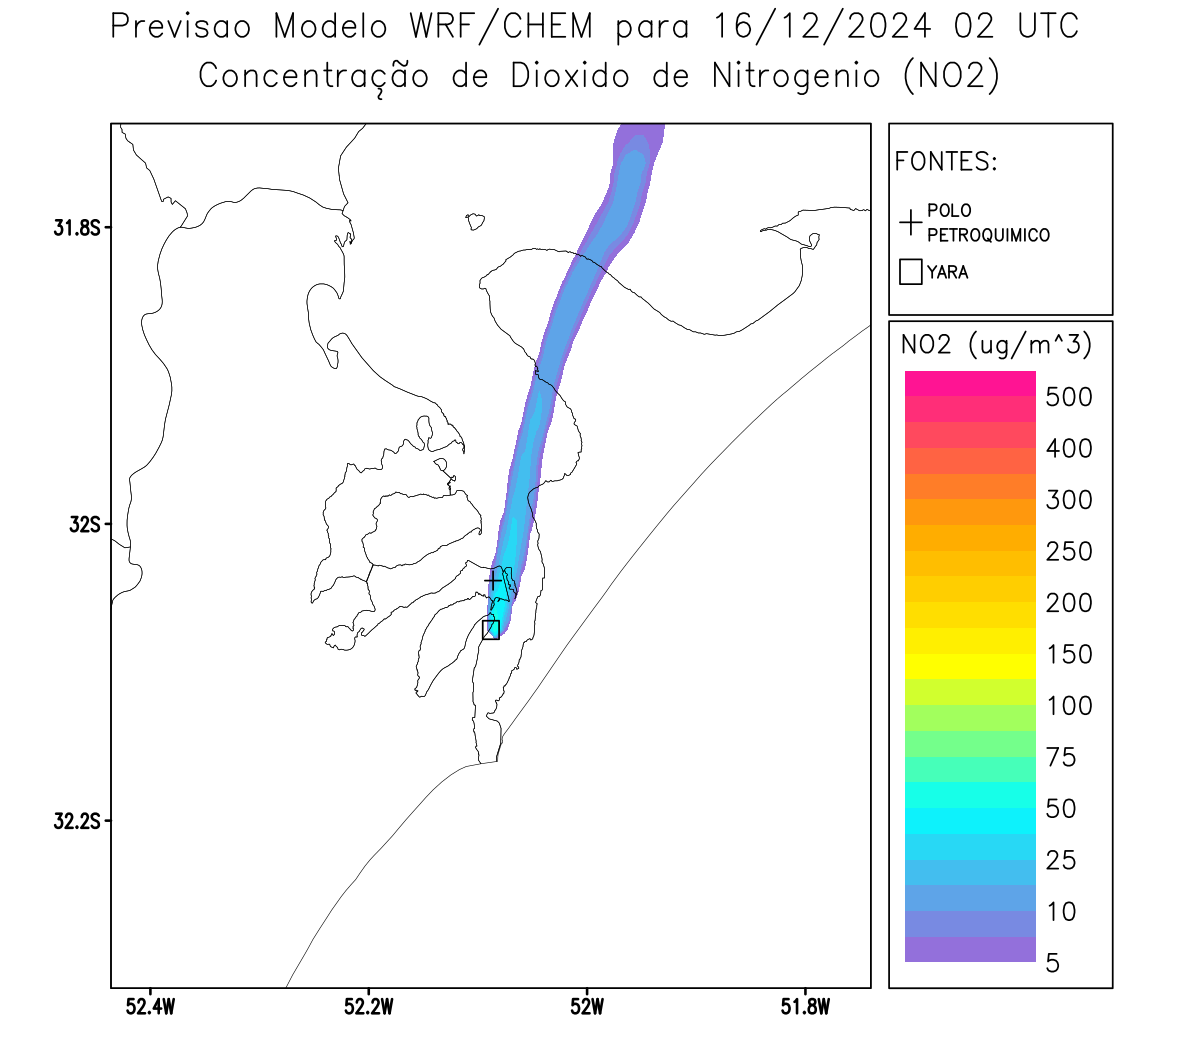 Previsao Modelo WRF/CHEM para 16/12/2024 02 UTC
Concentração de Dioxido de Nitrogenio (NO2)
FONTES:
POLO
PETROQUIMICO
YARA
NO2 (ug/m^3)
500
400
300
250
200
150
100
75
50
25
10
5
31.8S
32S
32.2S
52.4W
52.2W
52W
51.8W